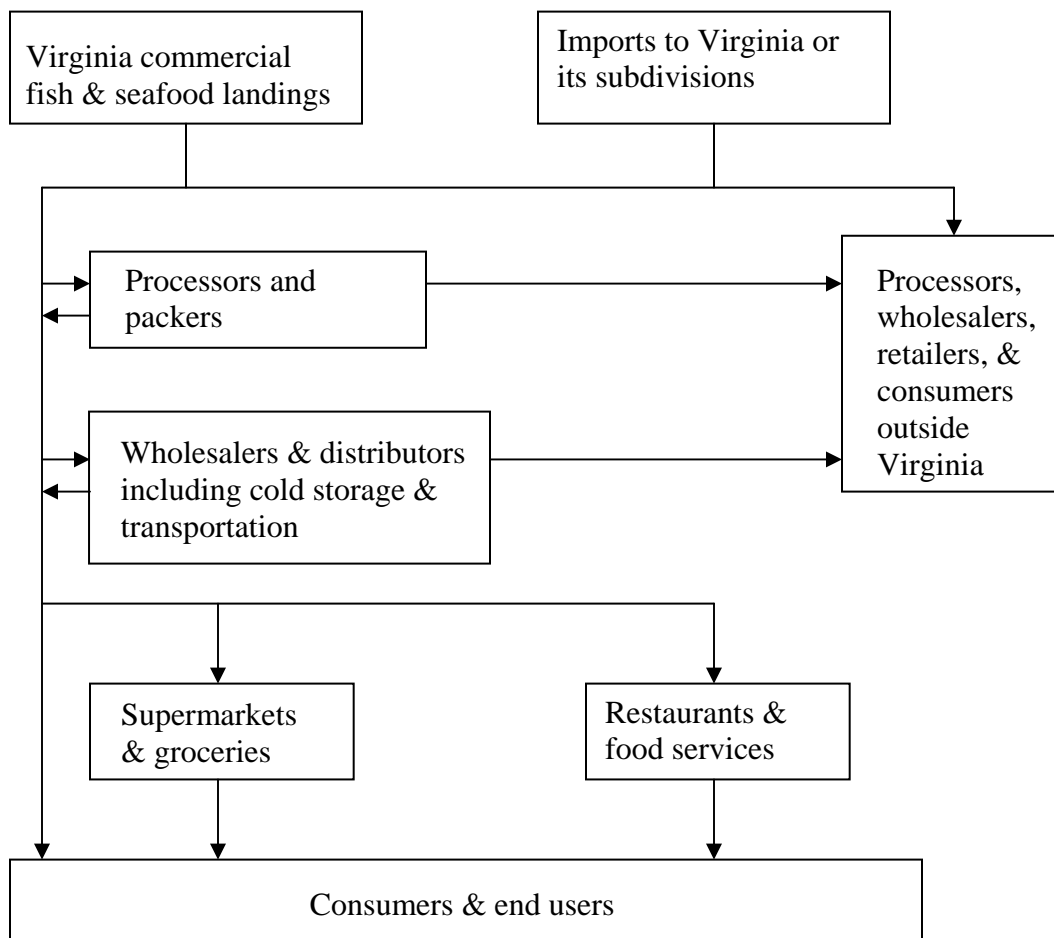 Virginia commercial
fish & seafood landings
Imports to Virginia or
its subdivisions
Processors and
packers
Processors,
wholesalers,
retailers, &
consumers
outside
Virginia
Wholesalers & distributors
including cold storage &
transportation
Supermarkets
& groceries
Restaurants &
food services
Consumers & end users